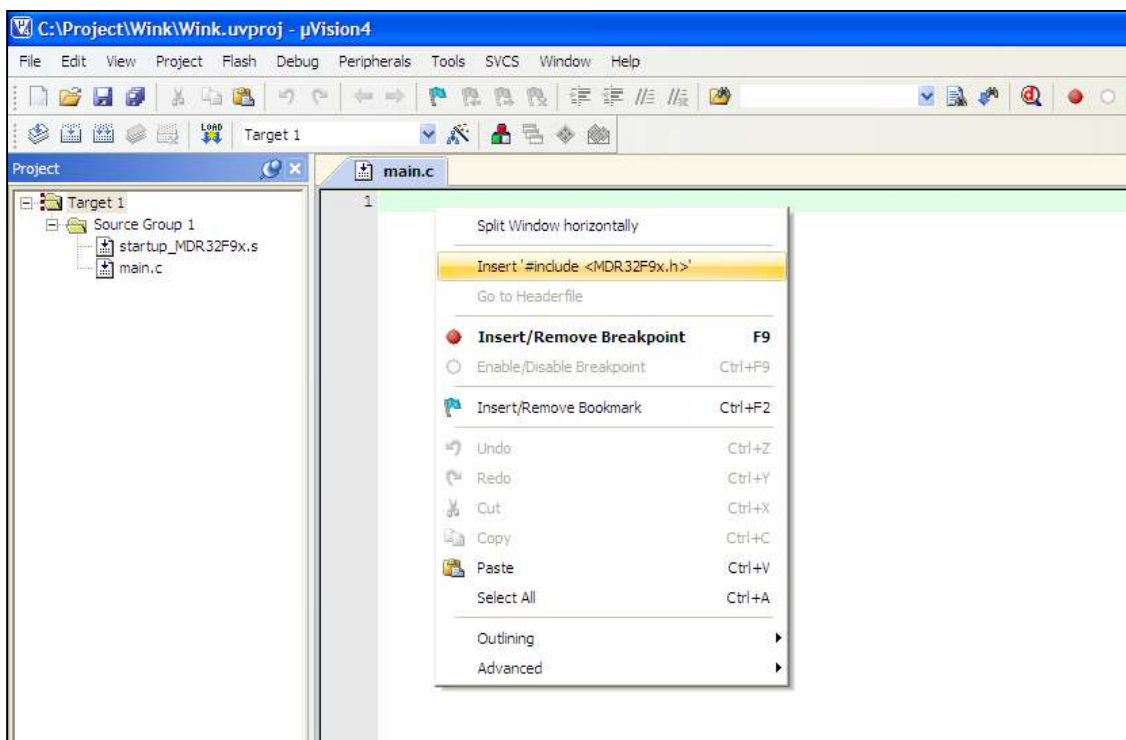 C:\Project\Wink\Wink.uvproj - µVision4
File Edit View Project Flash Debug Peripherals Tools SVCS Window Help
LOAD Target 1
Project
main.c
Target 1
Source Group 1
startup_MDR32F9x.s
main.c
1
Split Window horizontally
Insert '#include <MDR32F9x.h>'
Go to Headerfile
Insert/Remove Breakpoint F9
Enable/Disable Breakpoint Ctrl+F9
Insert/Remove Bookmark Ctrl+F2
Undo Ctrl+Z
Redo Ctrl+Y
Cut Ctrl+X
Copy Ctrl+C
Paste Ctrl+V
Select All Ctrl+A
Outlining
Advanced